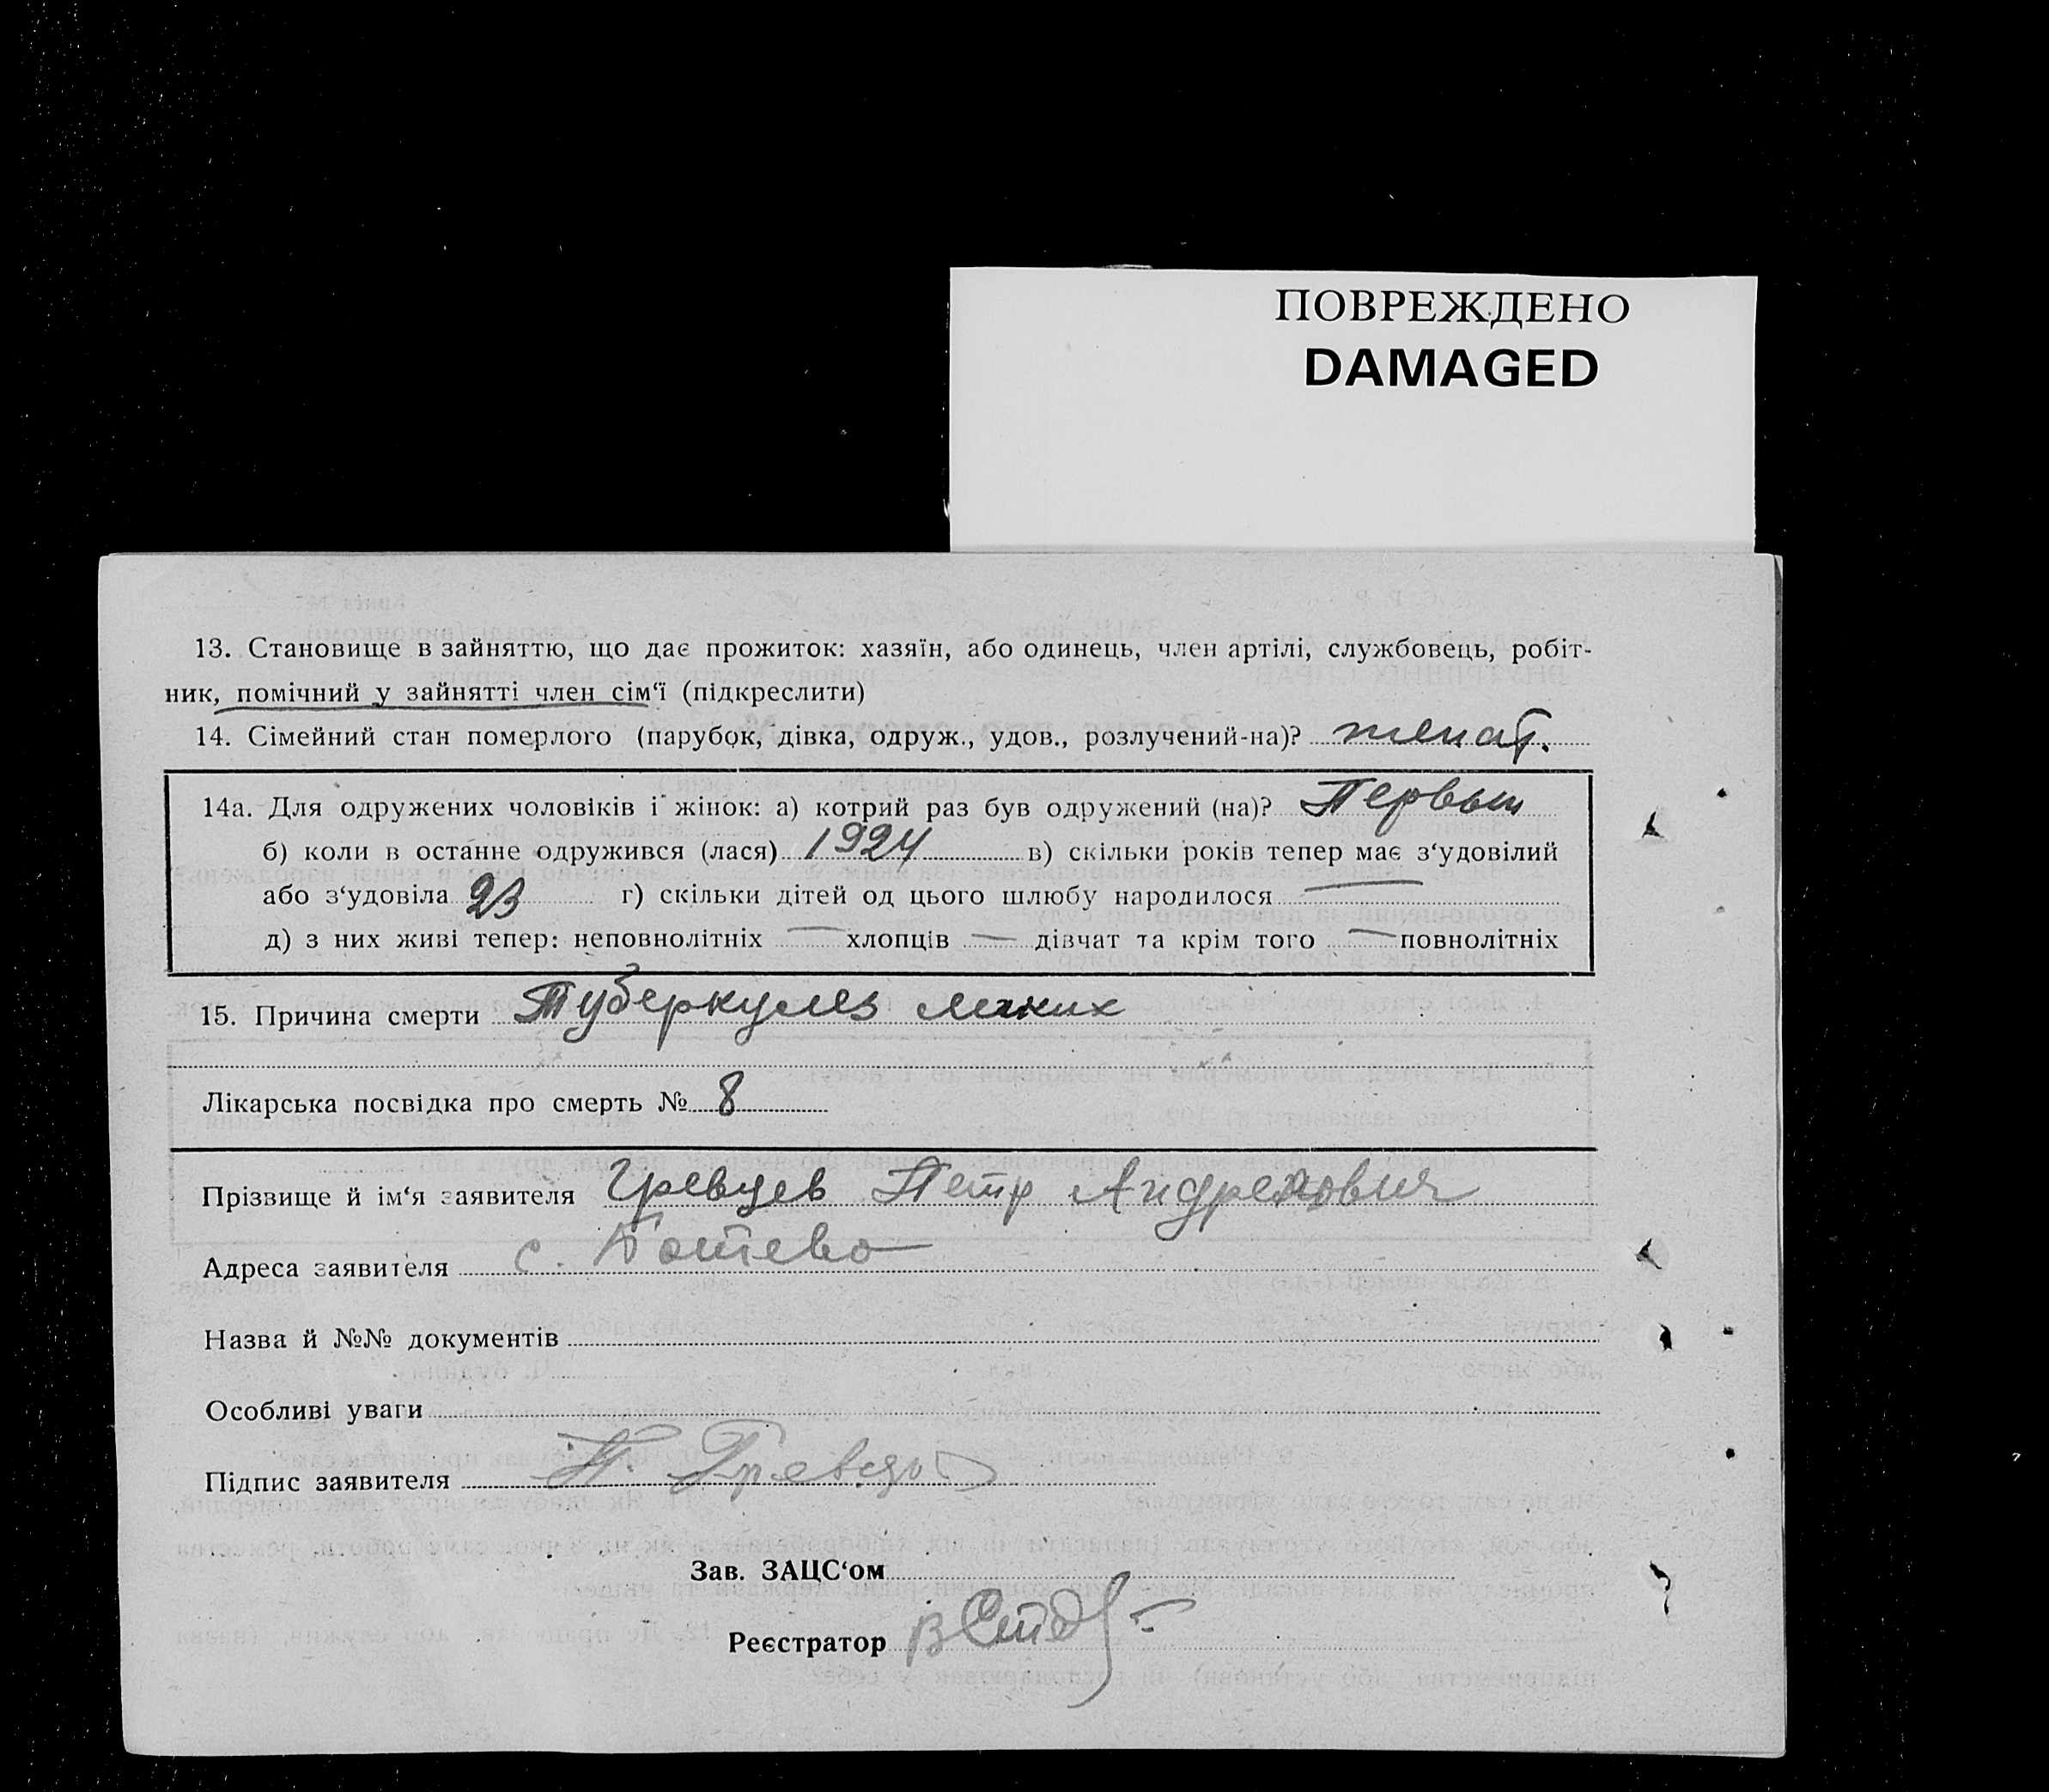 ПОВРЕЖДЕНО
DAMAGED
13. Становище в зайняттю, що дає прожиток: хазяїн, або одинець, член артілі, службовець, робіт-
ник, помічний у зайнятті член сім‘ї (підкреслити)
14. Сімейний стан померлого (парубок, дівка, одруж., удов., розлучений-на)? женат.
14а. Для одружених чоловіків і жінок: а) котрий раз був одружений (на)? Первый
б) коли в останне одружився (лася) 1924 в) скільки років тепер має з‘удовілий
або з‘удовіла 23 г) скільки дітей од цього шлюбу народилося —
д) з них живі тепер: неповнолітніх — хлопців — дівчат та крім того — повнолітніх
15. Причина смерти Туберкулез легких
Лікарська посвідка про смерть № 8
Прізвище й ім‘я заявителя Гревцев Петр Андреевич
Адреса заявителя с. Ботево
Назва й №№ документів
Особливі уваги
Підпис заявителя П. Гревцов
Зав. ЗАЦС‘ом
Реєстратор